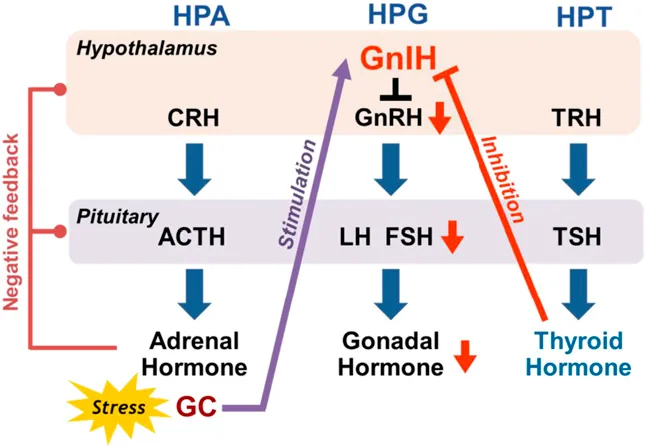 HPA HPG HPT
Hypothalamus
GnIH
CRH GnRH TRH
Stimulation
Inhibition
Negative feedback
Pituitary
ACTH LH FSH TSH
Adrenal
Hormone
Gonadal
Hormone
Thyroid
Hormone
Stress GC